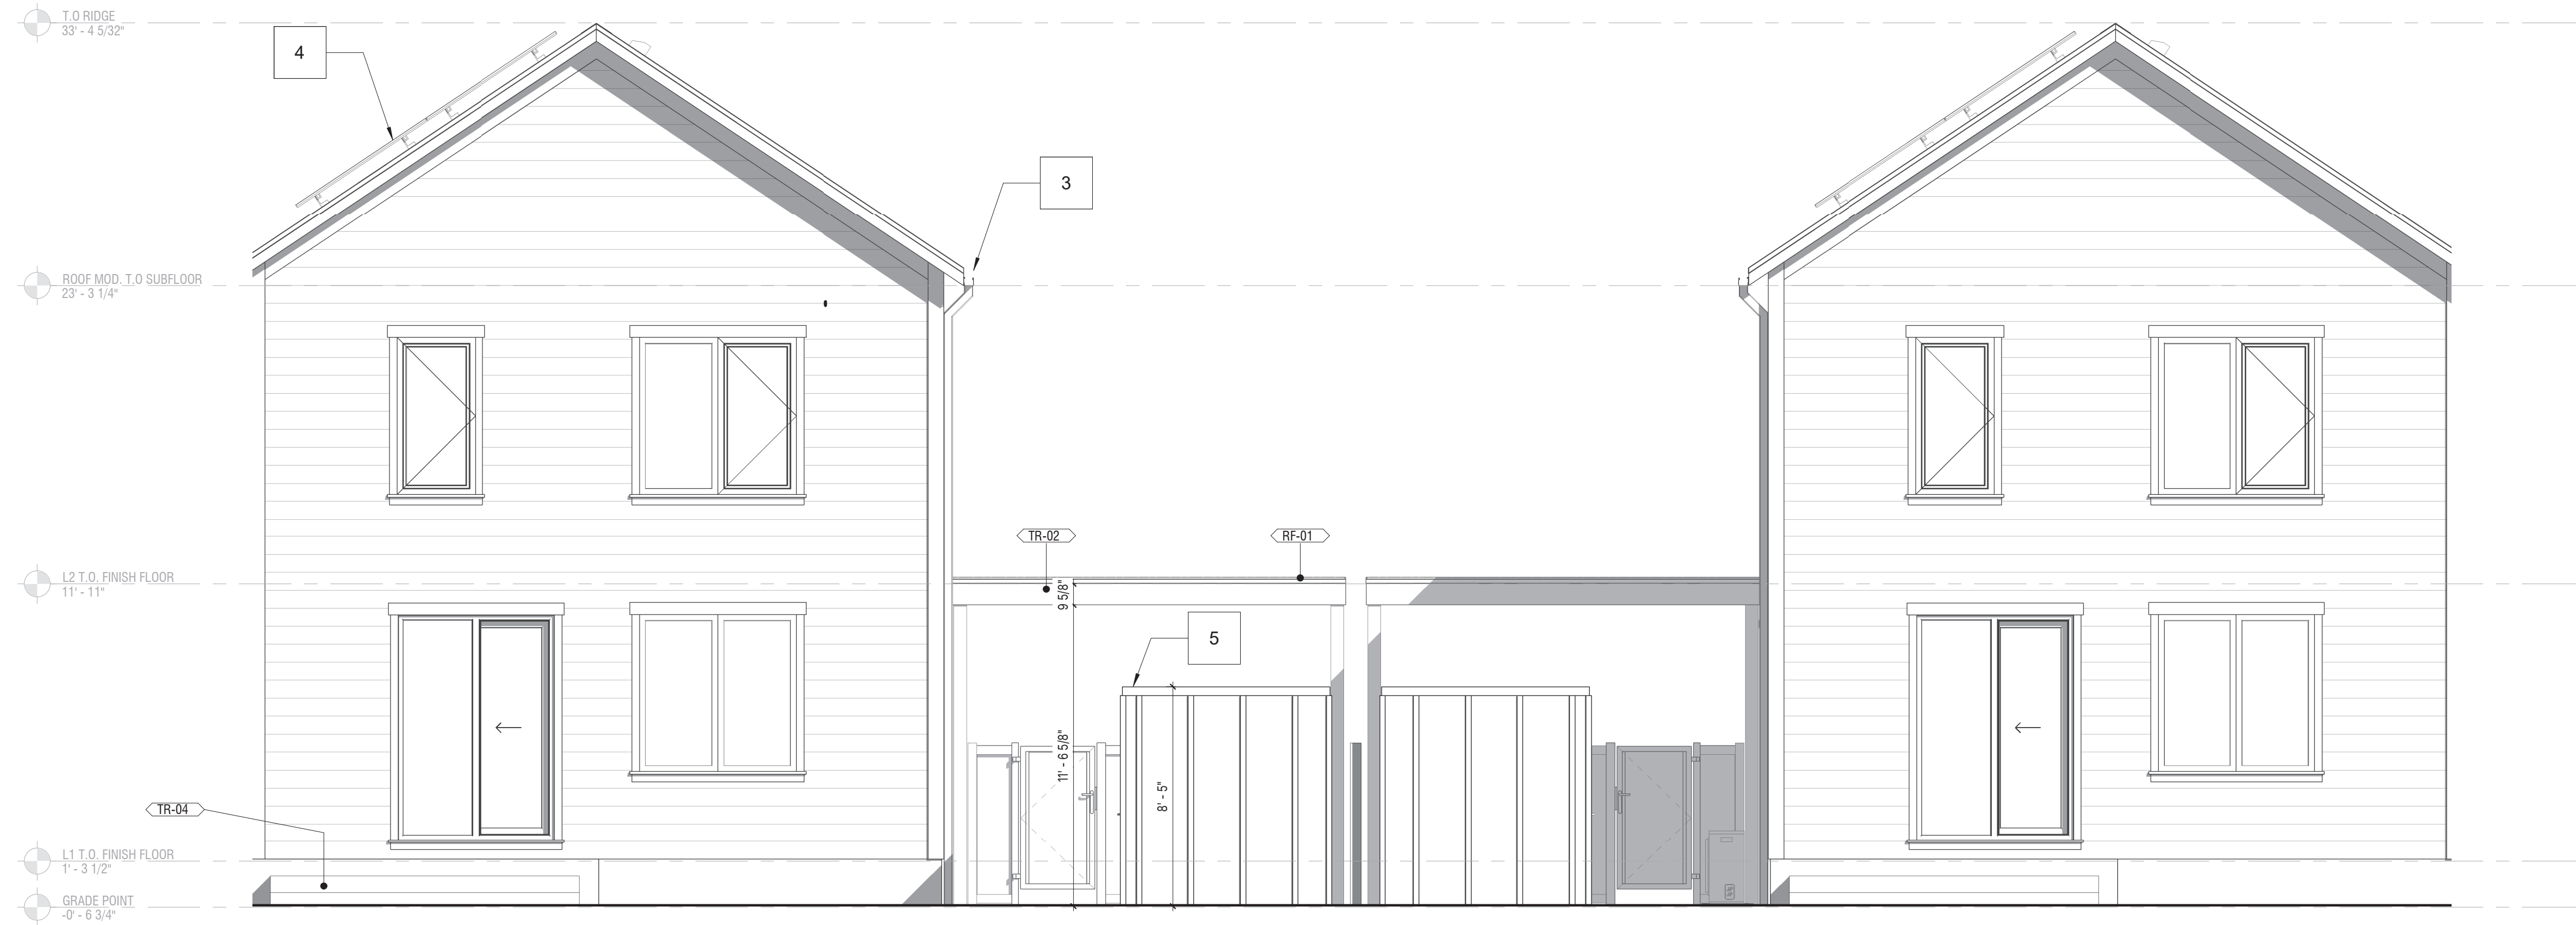 T.O RIDGE
33' - 4 5/32"
4
3
ROOF MOD. T.O SUBFLOOR
23' - 3 1/4"
TR-02
RF-01
L2 T.O. FINISH FLOOR
11' - 11"
9 5/8"
5
11' - 6 5/8"
8' - 5"
TR-04
L1 T.O. FINISH FLOOR
1' - 3 1/2"
GRADE POINT
-0' - 6 3/4"